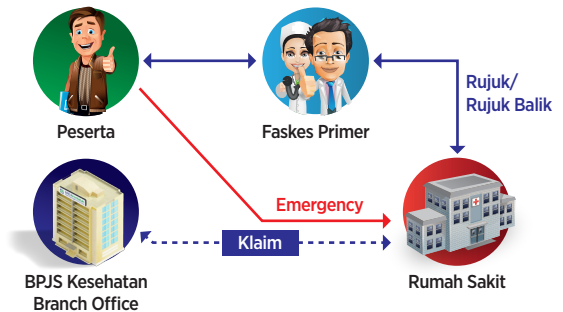 Peserta
Faskes Primer
Rujuk/
Rujuk Balik
Emergency
Klaim
BPJS Kesehatan
Branch Office
Rumah Sakit